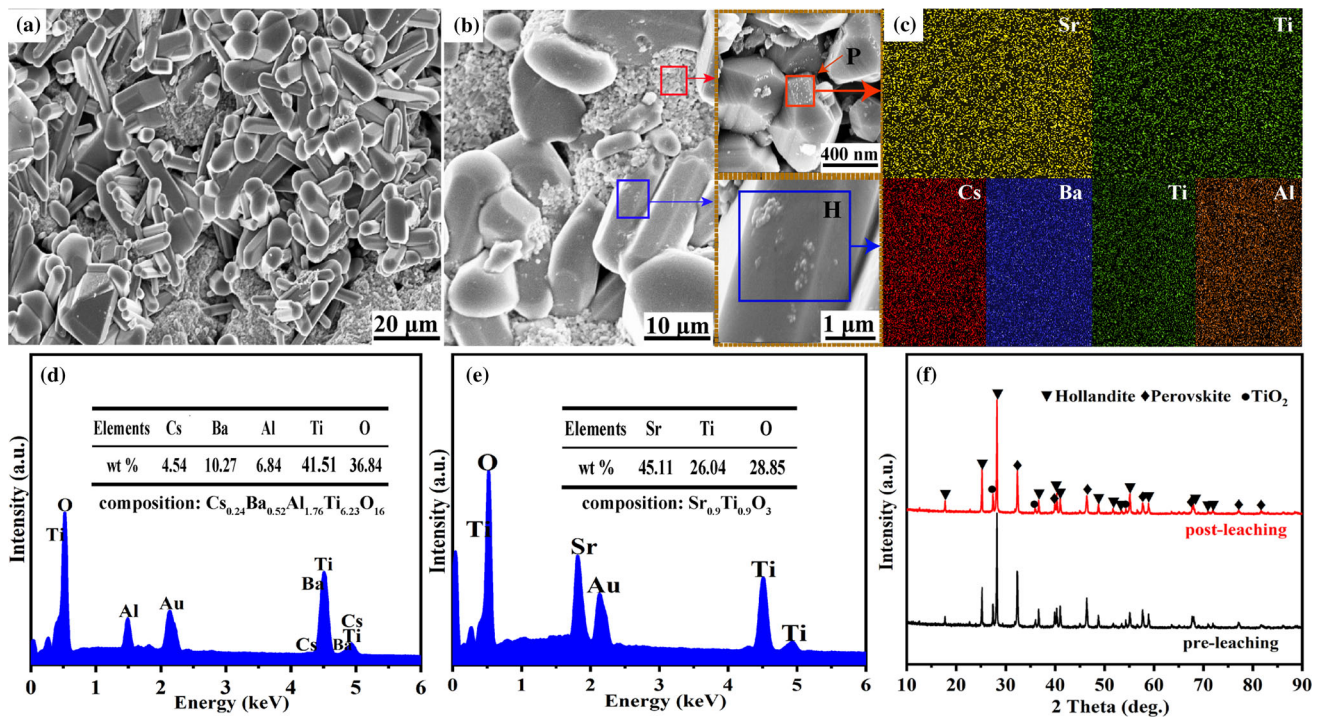 (a)
20 μm
(b)
10 μm
P
400 nm
H
1 μm
(c)
Sr
Ti
Cs
Ba
Ti
Al
(d)
Elements Cs Ba Al Ti O
wt % 4.54 10.27 6.84 41.51 36.84
composition: Cs0.24Ba0.52Al1.76Ti6.23O16
O
Ti
Al
Au
Ti
Ba
Cs
Cs
Ti
Ba
Intensity (a.u.)
0 1 2 3 4 5 6
Energy (keV)
(e)
Elements Sr Ti O
wt % 45.11 26.04 28.85
composition: Sr0.9Ti0.9O3
O
Ti
Sr
Au
Ti
Ti
Intensity (a.u.)
0 1 2 3 4 5 6
Energy (keV)
(f)
▼Hollandite ◆Perovskite ●TiO2
post-leaching
pre-leaching
Intensity (a.u.)
10 20 30 40 50 60 70 80 90
2 Theta (deg.)